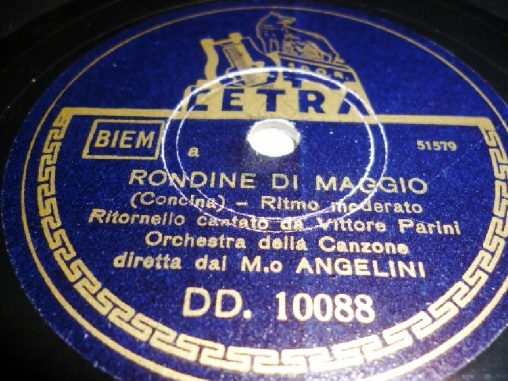 CETRA
BIEM a 51579
RONDINE DI MAGGIO
(Concina) - Ritmo moderato
Ritornello cantato da Vittore Parini
Orchestra della Canzone
diretta dal M.o ANGELINI
DD. 10088